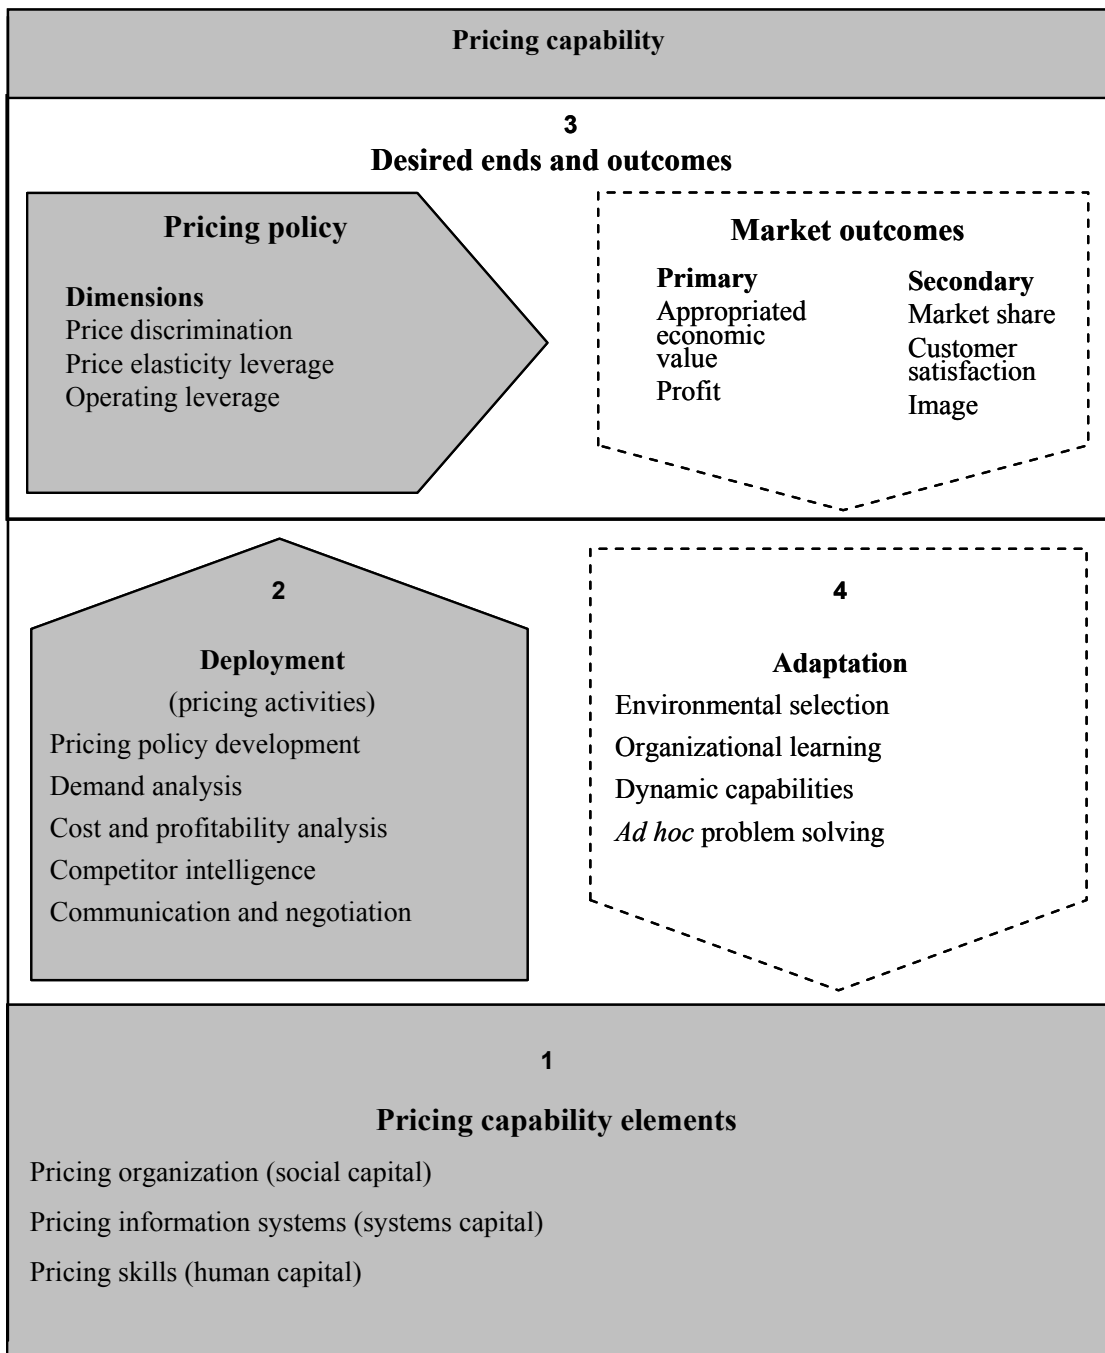 Pricing capability
3
Desired ends and outcomes
Pricing policy
Dimensions
Price discrimination
Price elasticity leverage
Operating leverage
Market outcomes
Primary
Appropriated
economic
value
Profit
Secondary
Market share
Customer
satisfaction
Image
2
Deployment
(pricing activities)
Pricing policy development
Demand analysis
Cost and profitability analysis
Competitor intelligence
Communication and negotiation
4
Adaptation
Environmental selection
Organizational learning
Dynamic capabilities
Ad hoc problem solving
1
Pricing capability elements
Pricing organization (social capital)
Pricing information systems (systems capital)
Pricing skills (human capital)